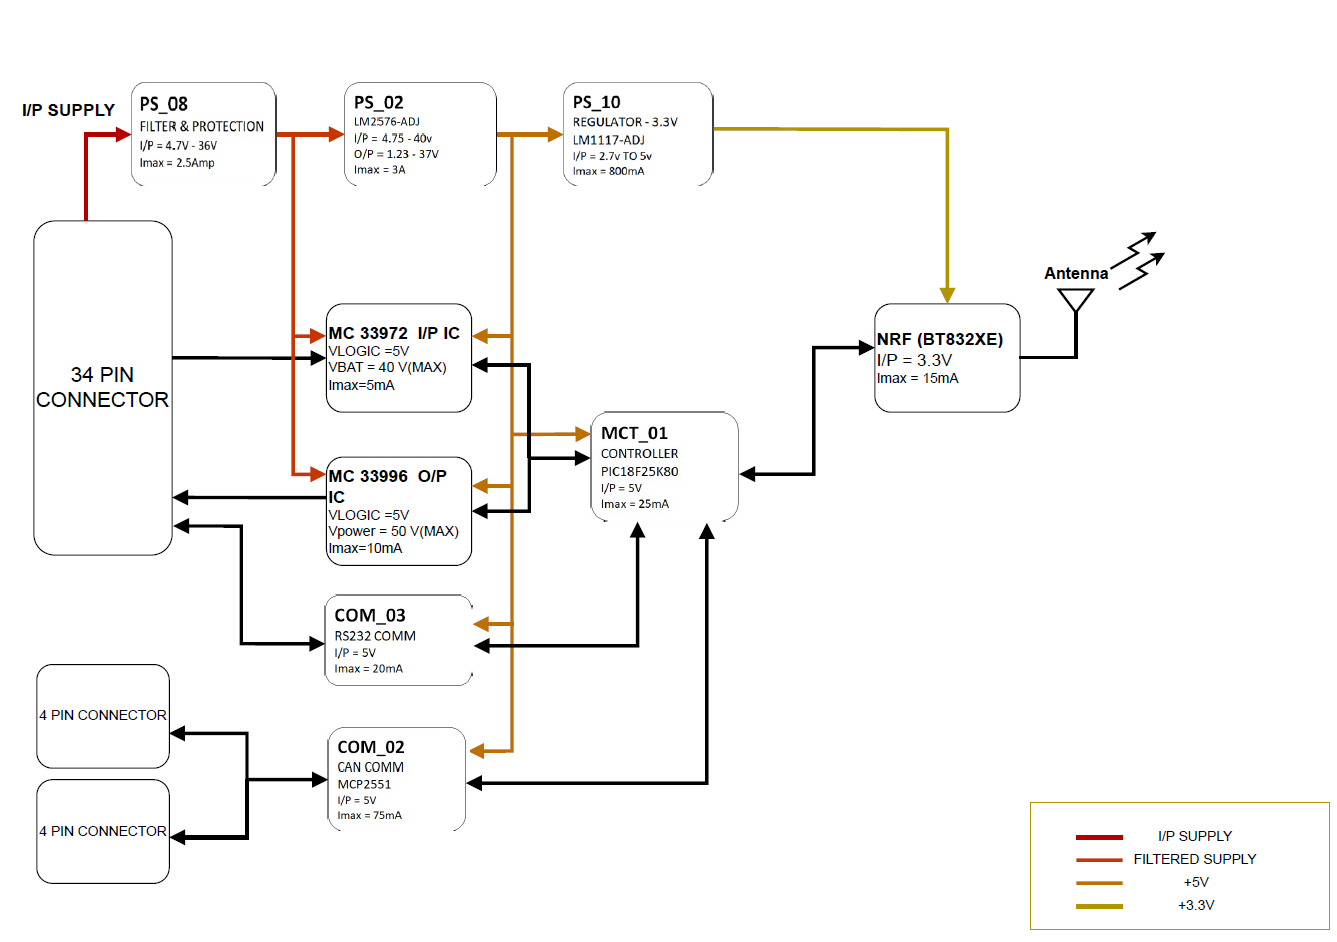 I/P SUPPLY
PS_08
FILTER & PROTECTION
I/P = 4.7V - 36V
Imax = 2.5Amp
PS_02
LM2576-ADJ
I/P = 4.75 - 40v
O/P = 1.23 - 37V
Imax = 3A
PS_10
REGULATOR - 3.3V
LM1117-ADJ
I/P = 2.7v TO 5v
Imax = 800mA
34 PIN
CONNECTOR
MC 33972 I/P IC
VLOGIC =5V
VBAT = 40 V(MAX)
Imax=5mA
Antenna
NRF (BT832XE)
I/P = 3.3V
Imax = 15mA
MCT_01
CONTROLLER
PIC18F25K80
I/P = 5V
Imax = 25mA
MC 33996 O/P
IC
VLOGIC =5V
Vpower = 50 V(MAX)
Imax=10mA
COM_03
RS232 COMM
I/P = 5V
Imax = 20mA
4 PIN CONNECTOR
4 PIN CONNECTOR
COM_02
CAN COMM
MCP2551
I/P = 5V
Imax = 75mA
I/P SUPPLY
FILTERED SUPPLY
+5V
+3.3V